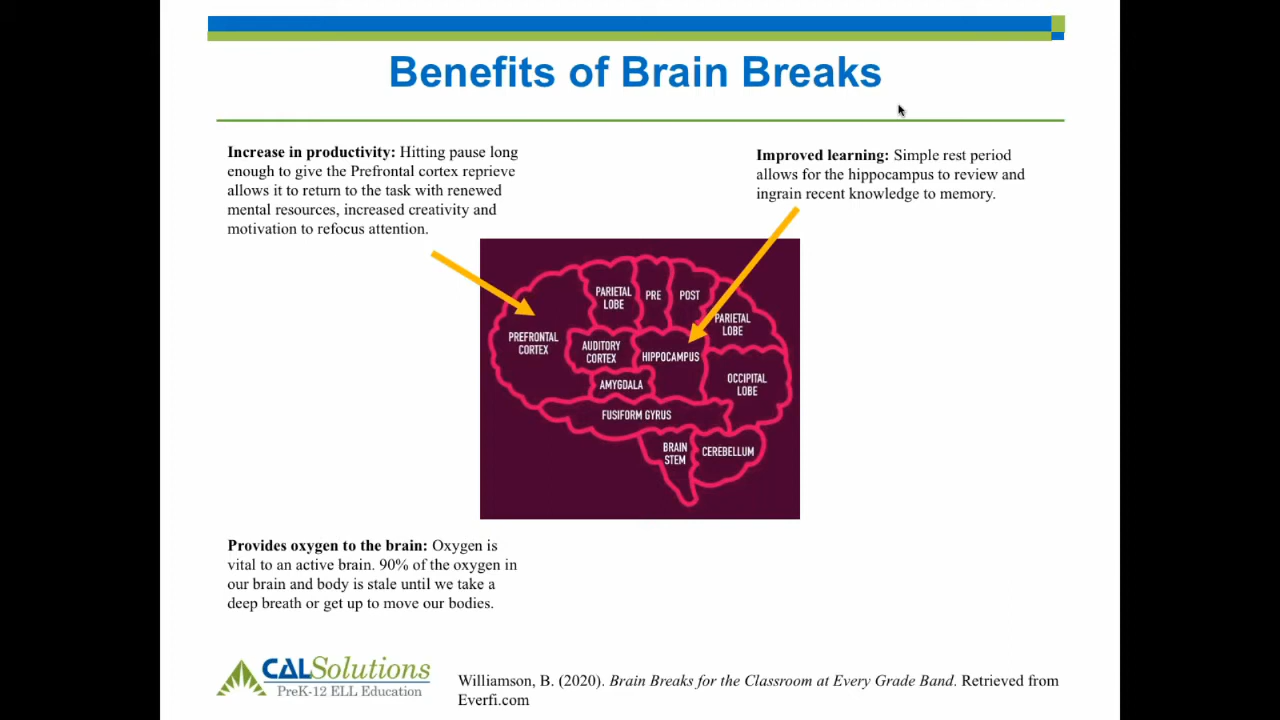 Benefits of Brain Breaks
Increase in productivity: Hitting pause long
enough to give the Prefrontal cortex reprieve
allows it to return to the task with renewed
mental resources, increased creativity and
motivation to refocus attention.
Improved learning: Simple rest period
allows for the hippocampus to review and
ingrain recent knowledge to memory.
PREFRONTAL
CORTEX
PARIETAL
LOBE
PRE
POST
PARIETAL
LOBE
AUDITORY
CORTEX
HIPPOCAMPUS
AMYGDALA
OCCIPITAL
LOBE
FUSIFORM GYRUS
BRAIN
STEM
CEREBELLUM
Provides oxygen to the brain: Oxygen is
vital to an active brain. 90% of the oxygen in
our brain and body is stale until we take a
deep breath or get up to move our bodies.
CALSolutions
PreK-12 ELL Education
Williamson, B. (2020). Brain Breaks for the Classroom at Every Grade Band. Retrieved from
Everfi.com